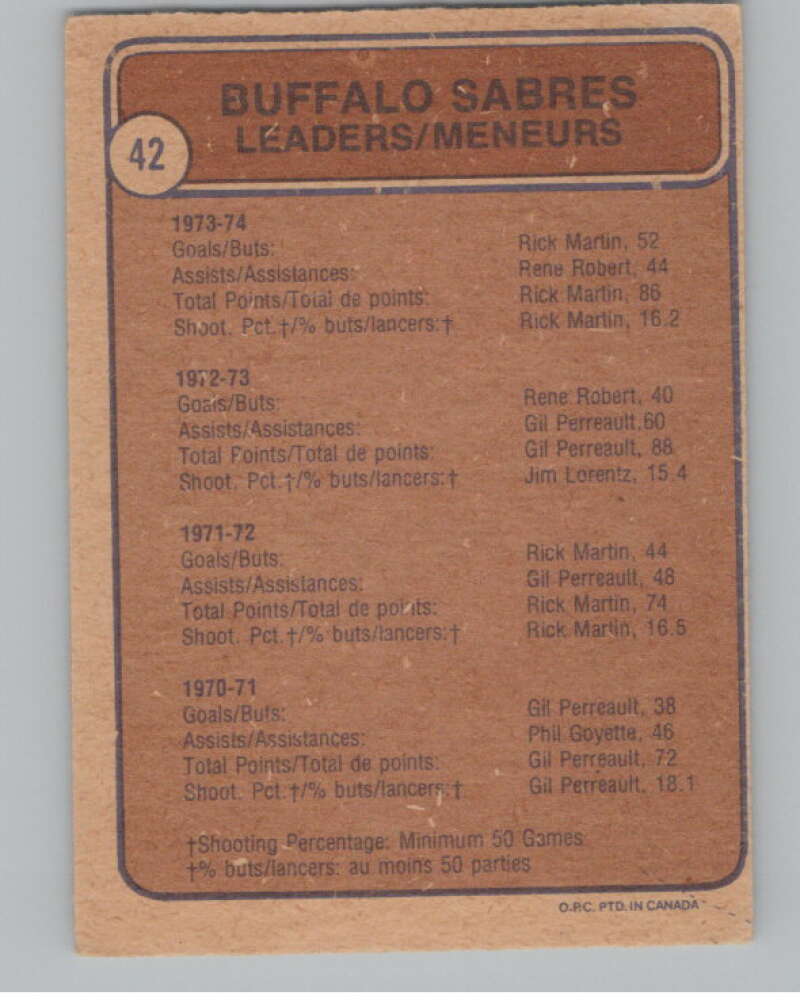 BUFFALO SABRES
LEADERS/MENEURS
42
1973-74
Goals/Buts: Rick Martin, 52
Assists/Assistances: Rene Robert, 44
Total Points/Total de points: Rick Martin, 86
Shoot. Pct.†/% buts/lancers:† Rick Martin, 16.2
1972-73
Goals/Buts: Rene Robert, 40
Assists/Assistances: Gil Perreault,60
Total Points/Total de points: Gil Perreault, 88
Shoot. Pct.†/% buts/lancers:† Jim Lorentz, 15.4
1971-72
Goals/Buts: Rick Martin, 44
Assists/Assistances: Gil Perreault, 48
Total Points/Total de points: Rick Martin, 74
Shoot. Pct.†/% buts/lancers:† Rick Martin, 16.5
1970-71
Goals/Buts: Gil Perreault, 38
Assists/Assistances: Phil Goyette, 46
Total Points/Total de points: Gil Perreault, 72
Shoot. Pct.†/% buts/lancers:† Gil Perreault, 18.1
†Shooting Percentage: Minimum 50 Games
†% buts/lancers: au moins 50 parties
O.P.C. PTD. IN CANADA